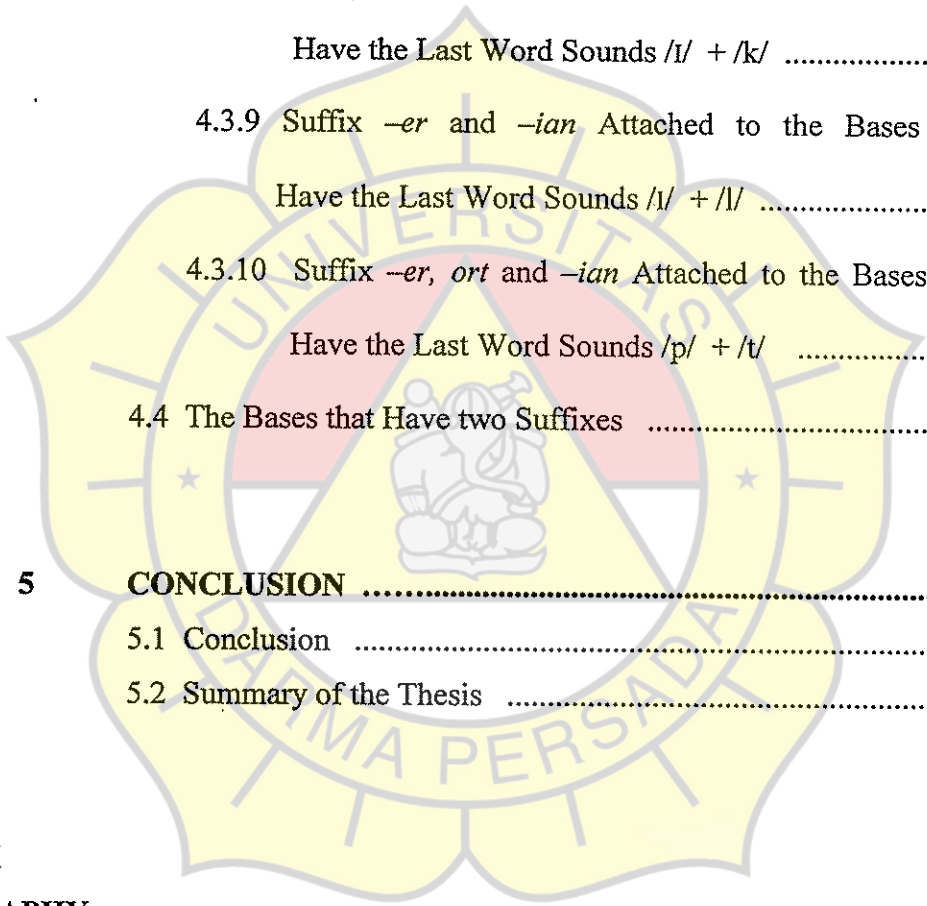 Have the Last Word Sounds /ɪ/ + /k/ ..................
4.3.9 Suffix –er and –ian Attached to the Bases
Have the Last Word Sounds /ɪ/ + /l/ .....................
4.3.10 Suffix –er, ort and –ian Attached to the Bases
Have the Last Word Sounds /p/ + /t/ ................
4.4 The Bases that Have two Suffixes ..................................
5 CONCLUSION ..............................................................
5.1 Conclusion ..............................................................
5.2 Summary of the Thesis ..............................................
UNIVERSITAS
DARMA PERSADA